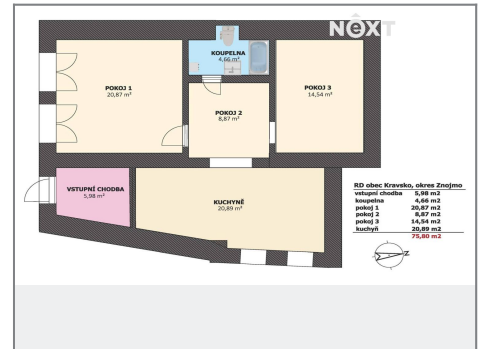 NEXT
KOUPELNA
4,66 m²
POKOJ 1
20,87 m²
POKOJ 2
8,87 m²
POKOJ 3
14,54 m²
VSTUPNÍ CHODBA
5,98 m²
KUCHYNĚ
20,89 m²
RD obec Kravsko, okres Znojmo
vstupní chodba 5,98 m2
koupelna 4,66 m2
pokoj 1 20,87 m2
pokoj 2 8,87 m2
pokoj 3 14,54 m2
kuchyň 20,89 m2
75,80 m2
Z